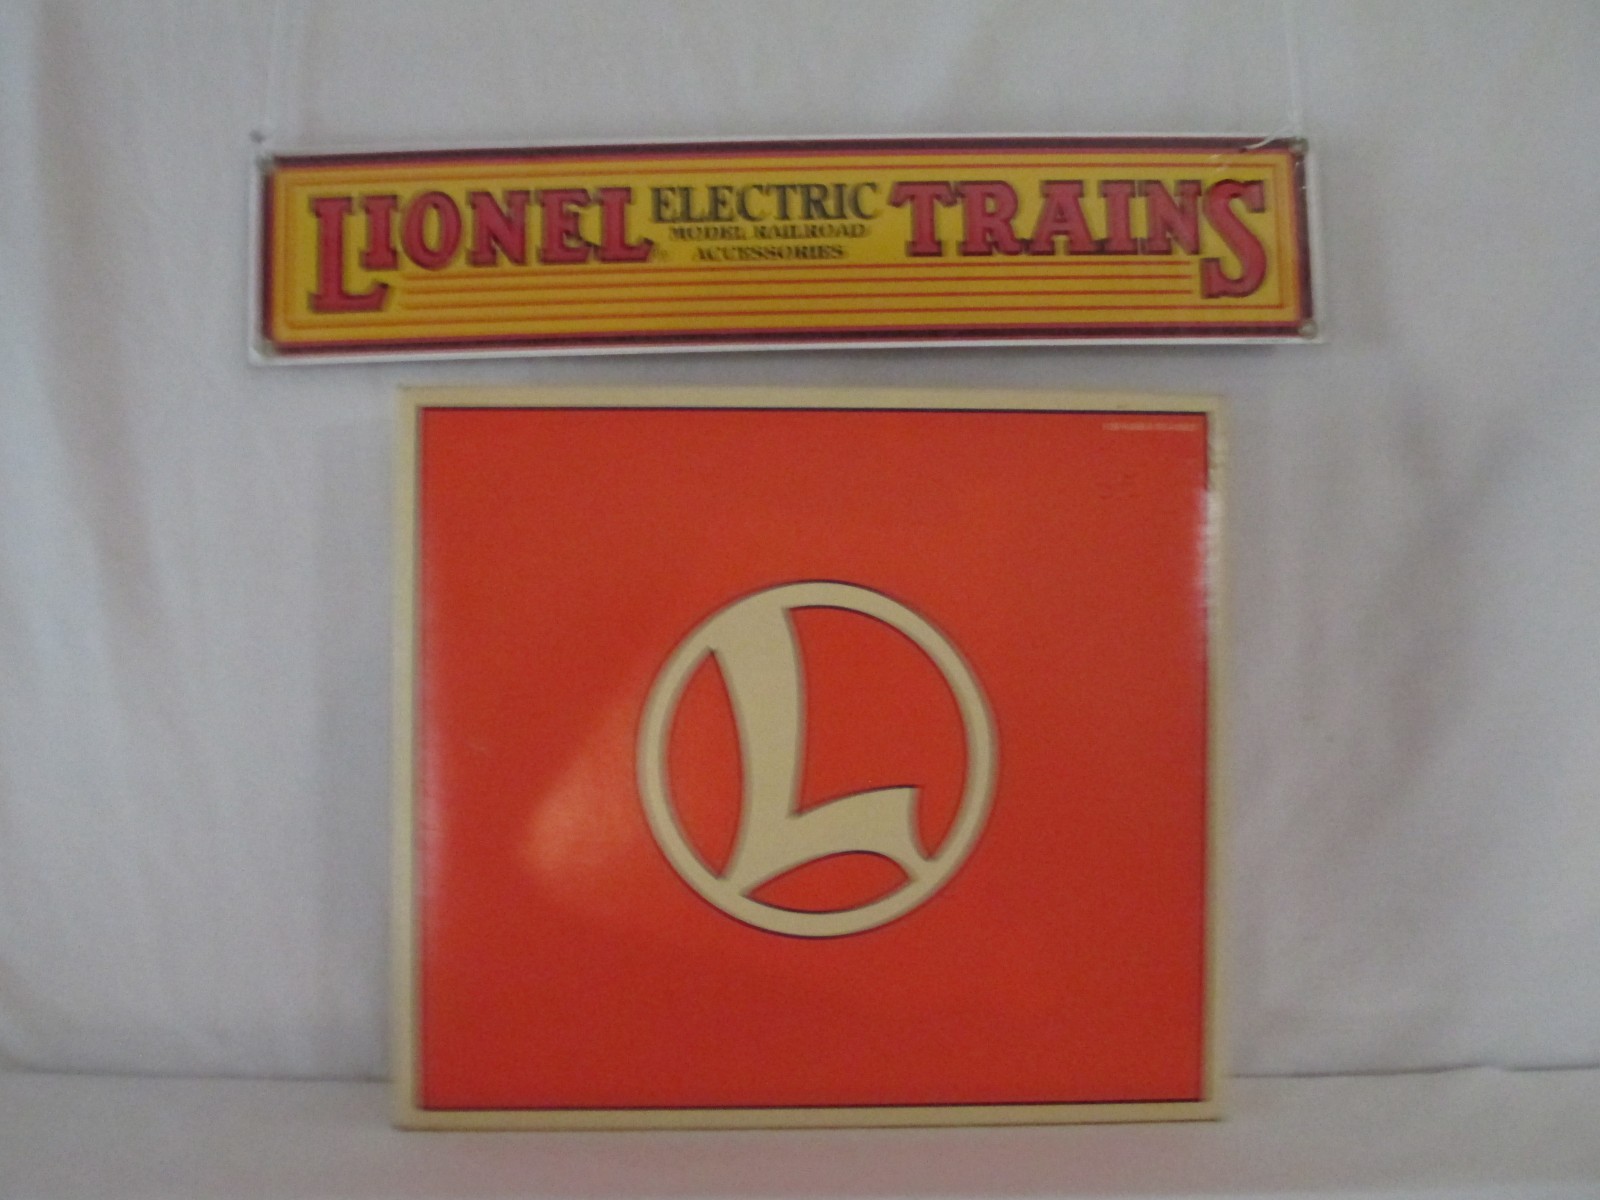 LIONEL ELECTRIC TRAINS
MODEL RAILROAD
ACCESSORIES
L